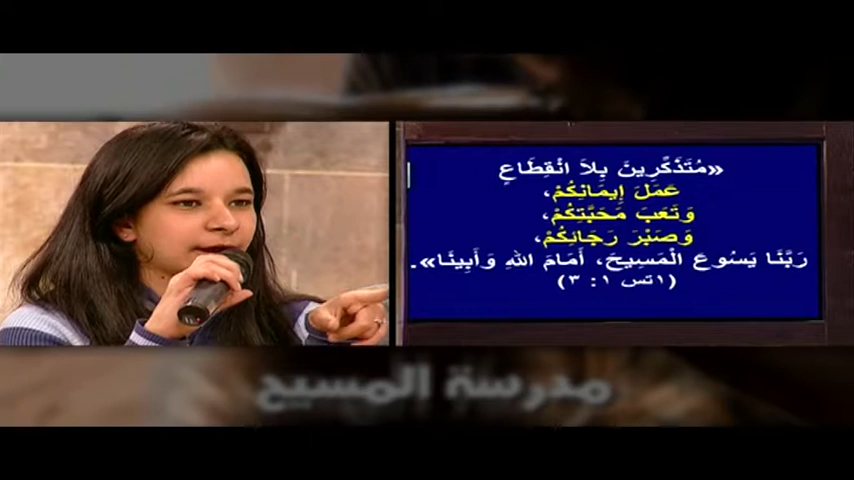 «مُتَذَكِّرِينَ بِلاَ انْقِطَاعٍ
عَمَلَ إِيمَانِكُمْ،
وَتَعَبَ مَحَبَّتِكُمْ،
وَصَبْرَ رَجَائِكُمْ،
رَبَّنَا يَسُوعَ الْمَسِيحَ، أَمَامَ اللهِ وَأَبِينَا».
(١تس ١: ٣)
مدرسة المسيح